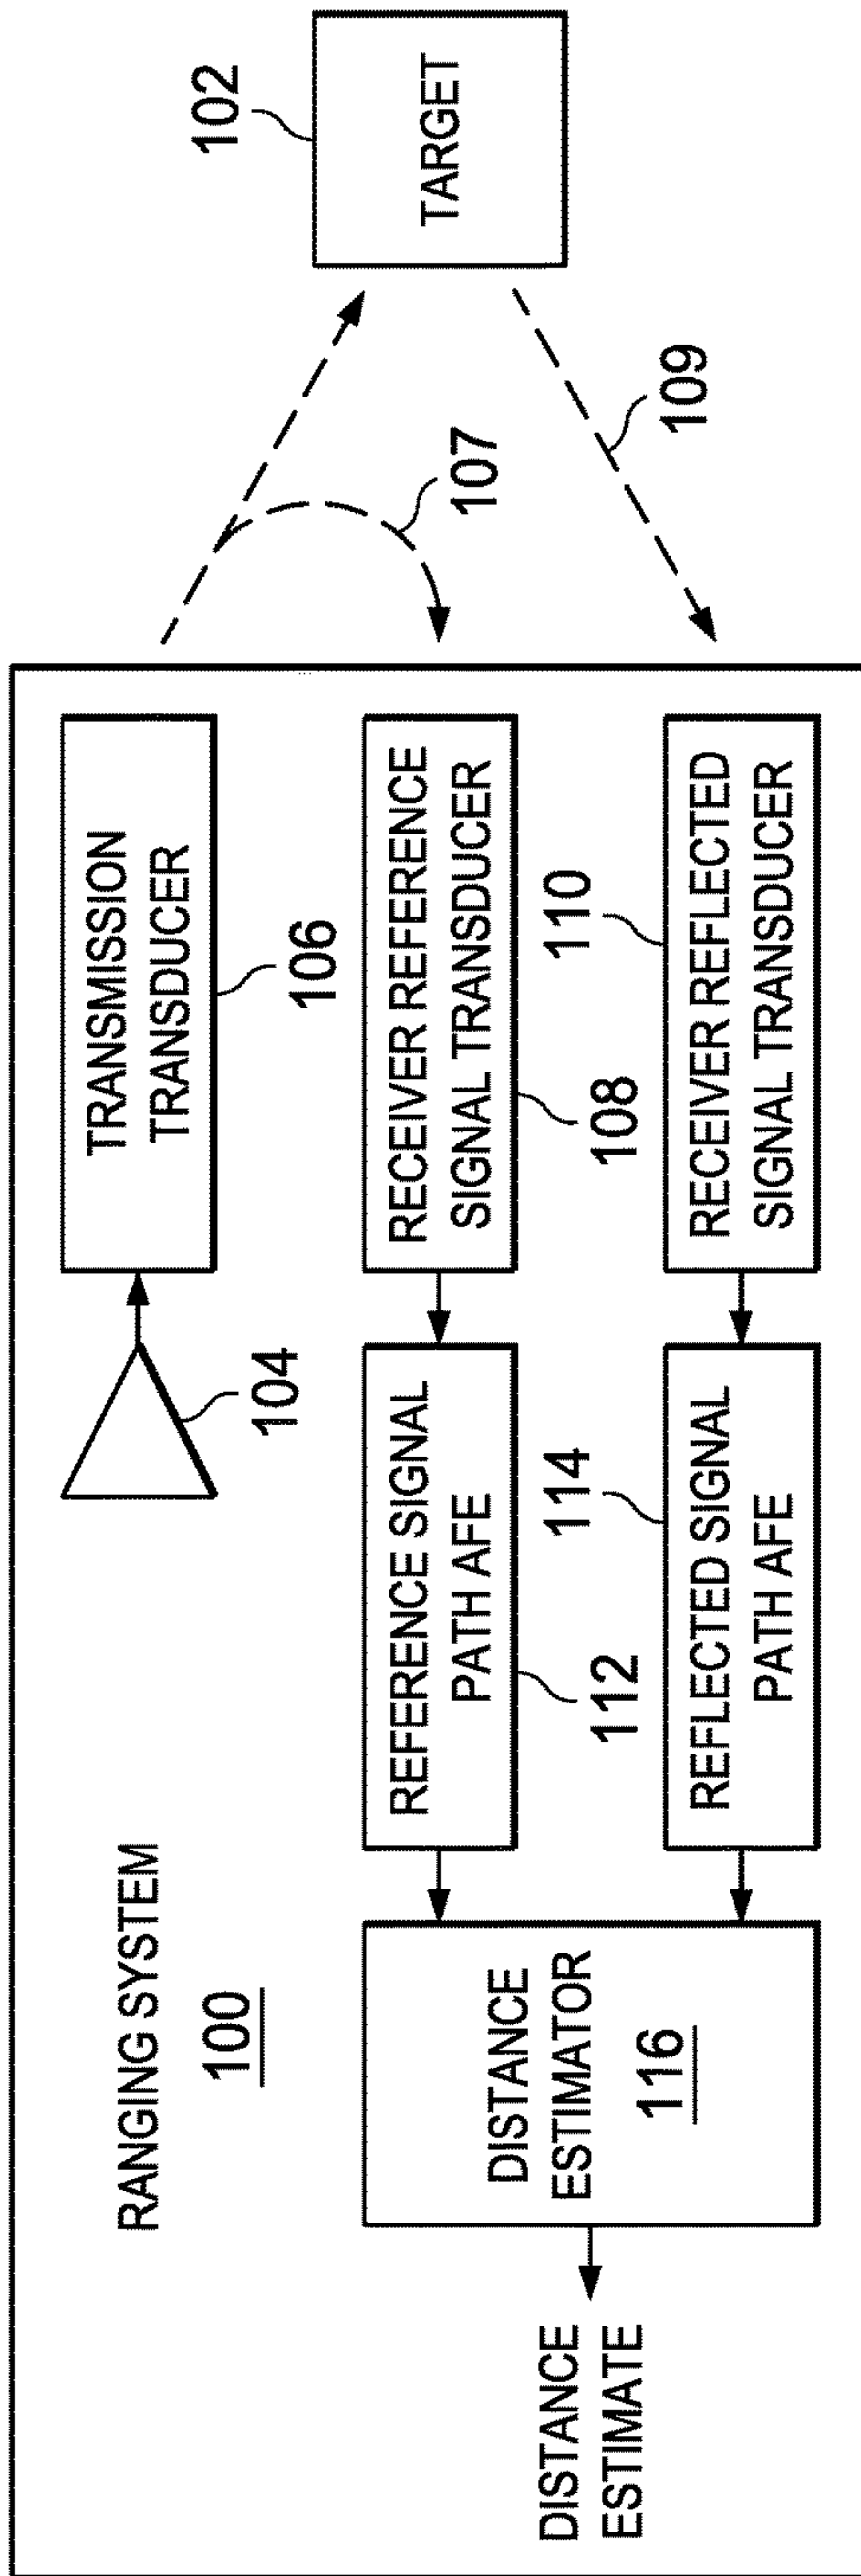 RANGING SYSTEM
100
104
TRANSMISSION
TRANSDUCER
106
102
TARGET
107
109
DISTANCE
ESTIMATE
DISTANCE
ESTIMATOR
116
REFERENCE SIGNAL
PATH AFE
112
RECEIVER REFERENCE
SIGNAL TRANSDUCER
108
114
REFLECTED SIGNAL
PATH AFE
110
RECEIVER REFLECTED
SIGNAL TRANSDUCER